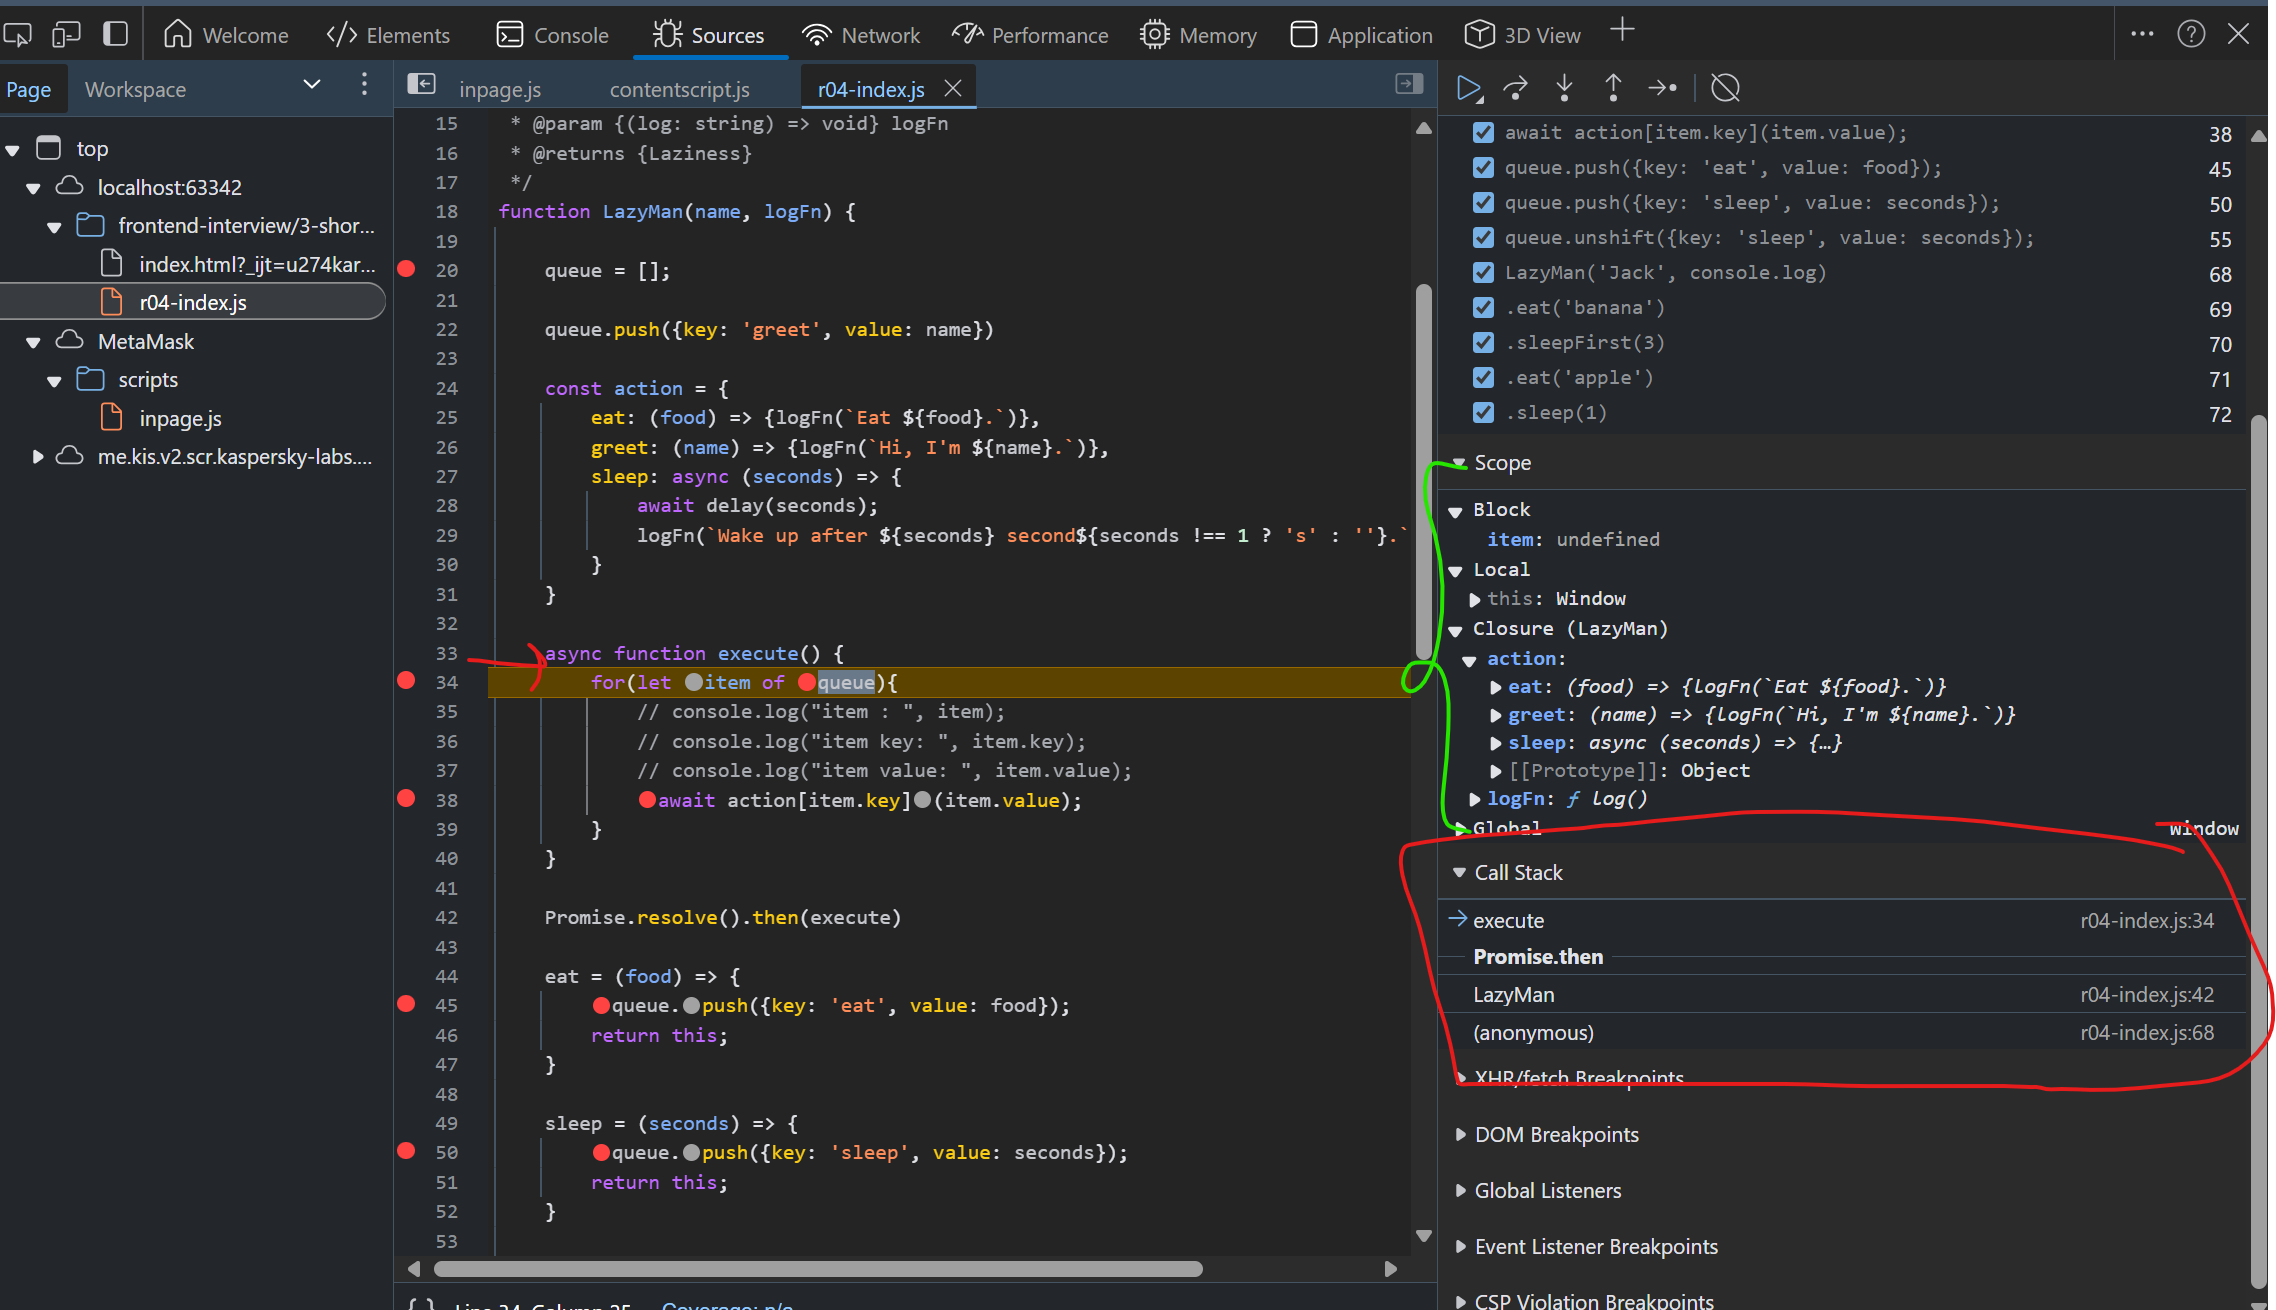 Welcome </> Elements Console Sources Network Performance Memory Application 3D View
Page Workspace
top
localhost:63342
frontend-interview/3-shor...
index.html?_ijt=u274kar...
r04-index.js
MetaMask
scripts
inpage.js
me.kis.v2.scr.kaspersky-labs....
inpage.js contentscript.js r04-index.js
15 * @param {(log: string) => void} logFn
16 * @returns {Laziness}
17 */
18 function LazyMan(name, logFn) {
19
20 queue = [];
21
22 queue.push({key: 'greet', value: name})
23
24 const action = {
25 eat: (food) => {logFn(`Eat ${food}.`)},
26 greet: (name) => {logFn(`Hi, I'm ${name}.`)},
27 sleep: async (seconds) => {
28 await delay(seconds);
29 logFn(`Wake up after ${seconds} second${seconds !== 1 ? 's' : ''}.`
30 }
31 }
32
33 async function execute() {
34 for(let item of queue){
35 // console.log("item : ", item);
36 // console.log("item key: ", item.key);
37 // console.log("item value: ", item.value);
38 await action[item.key](item.value);
39 }
40 }
41
42 Promise.resolve().then(execute)
43
44 eat = (food) => {
45 queue.push({key: 'eat', value: food});
46 return this;
47 }
48
49 sleep = (seconds) => {
50 queue.push({key: 'sleep', value: seconds});
51 return this;
52 }
53
{ } Line 34, Column 25 Coverage: n/a
await action[item.key](item.value); 38
queue.push({key: 'eat', value: food}); 45
queue.push({key: 'sleep', value: seconds}); 50
queue.unshift({key: 'sleep', value: seconds}); 55
LazyMan('Jack', console.log) 68
.eat('banana') 69
.sleepFirst(3) 70
.eat('apple') 71
.sleep(1) 72
Scope
Block
item: undefined
Local
this: Window
Closure (LazyMan)
action:
eat: (food) => {logFn(`Eat ${food}.`)}
greet: (name) => {logFn(`Hi, I'm ${name}.`)}
sleep: async (seconds) => {…}
[[Prototype]]: Object
logFn: ƒ log()
Global Window
Call Stack
execute r04-index.js:34
Promise.then
LazyMan r04-index.js:42
(anonymous) r04-index.js:68
XHR/fetch Breakpoints
DOM Breakpoints
Global Listeners
Event Listener Breakpoints
CSP Violation Breakpoints